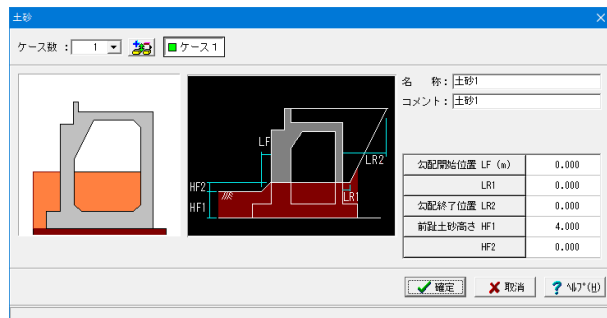 土砂
ケース数 : 1 ケース1
名 称: 土砂1
コメント: 土砂1
LF
LR2
HF2
LR1
HF1
勾配開始位置 LF (m) 0.000
LR1 0.000
勾配終了位置 LR2 0.000
前趾土砂高さ HF1 4.000
HF2 0.000
確定 取消 ヘルプ(H)